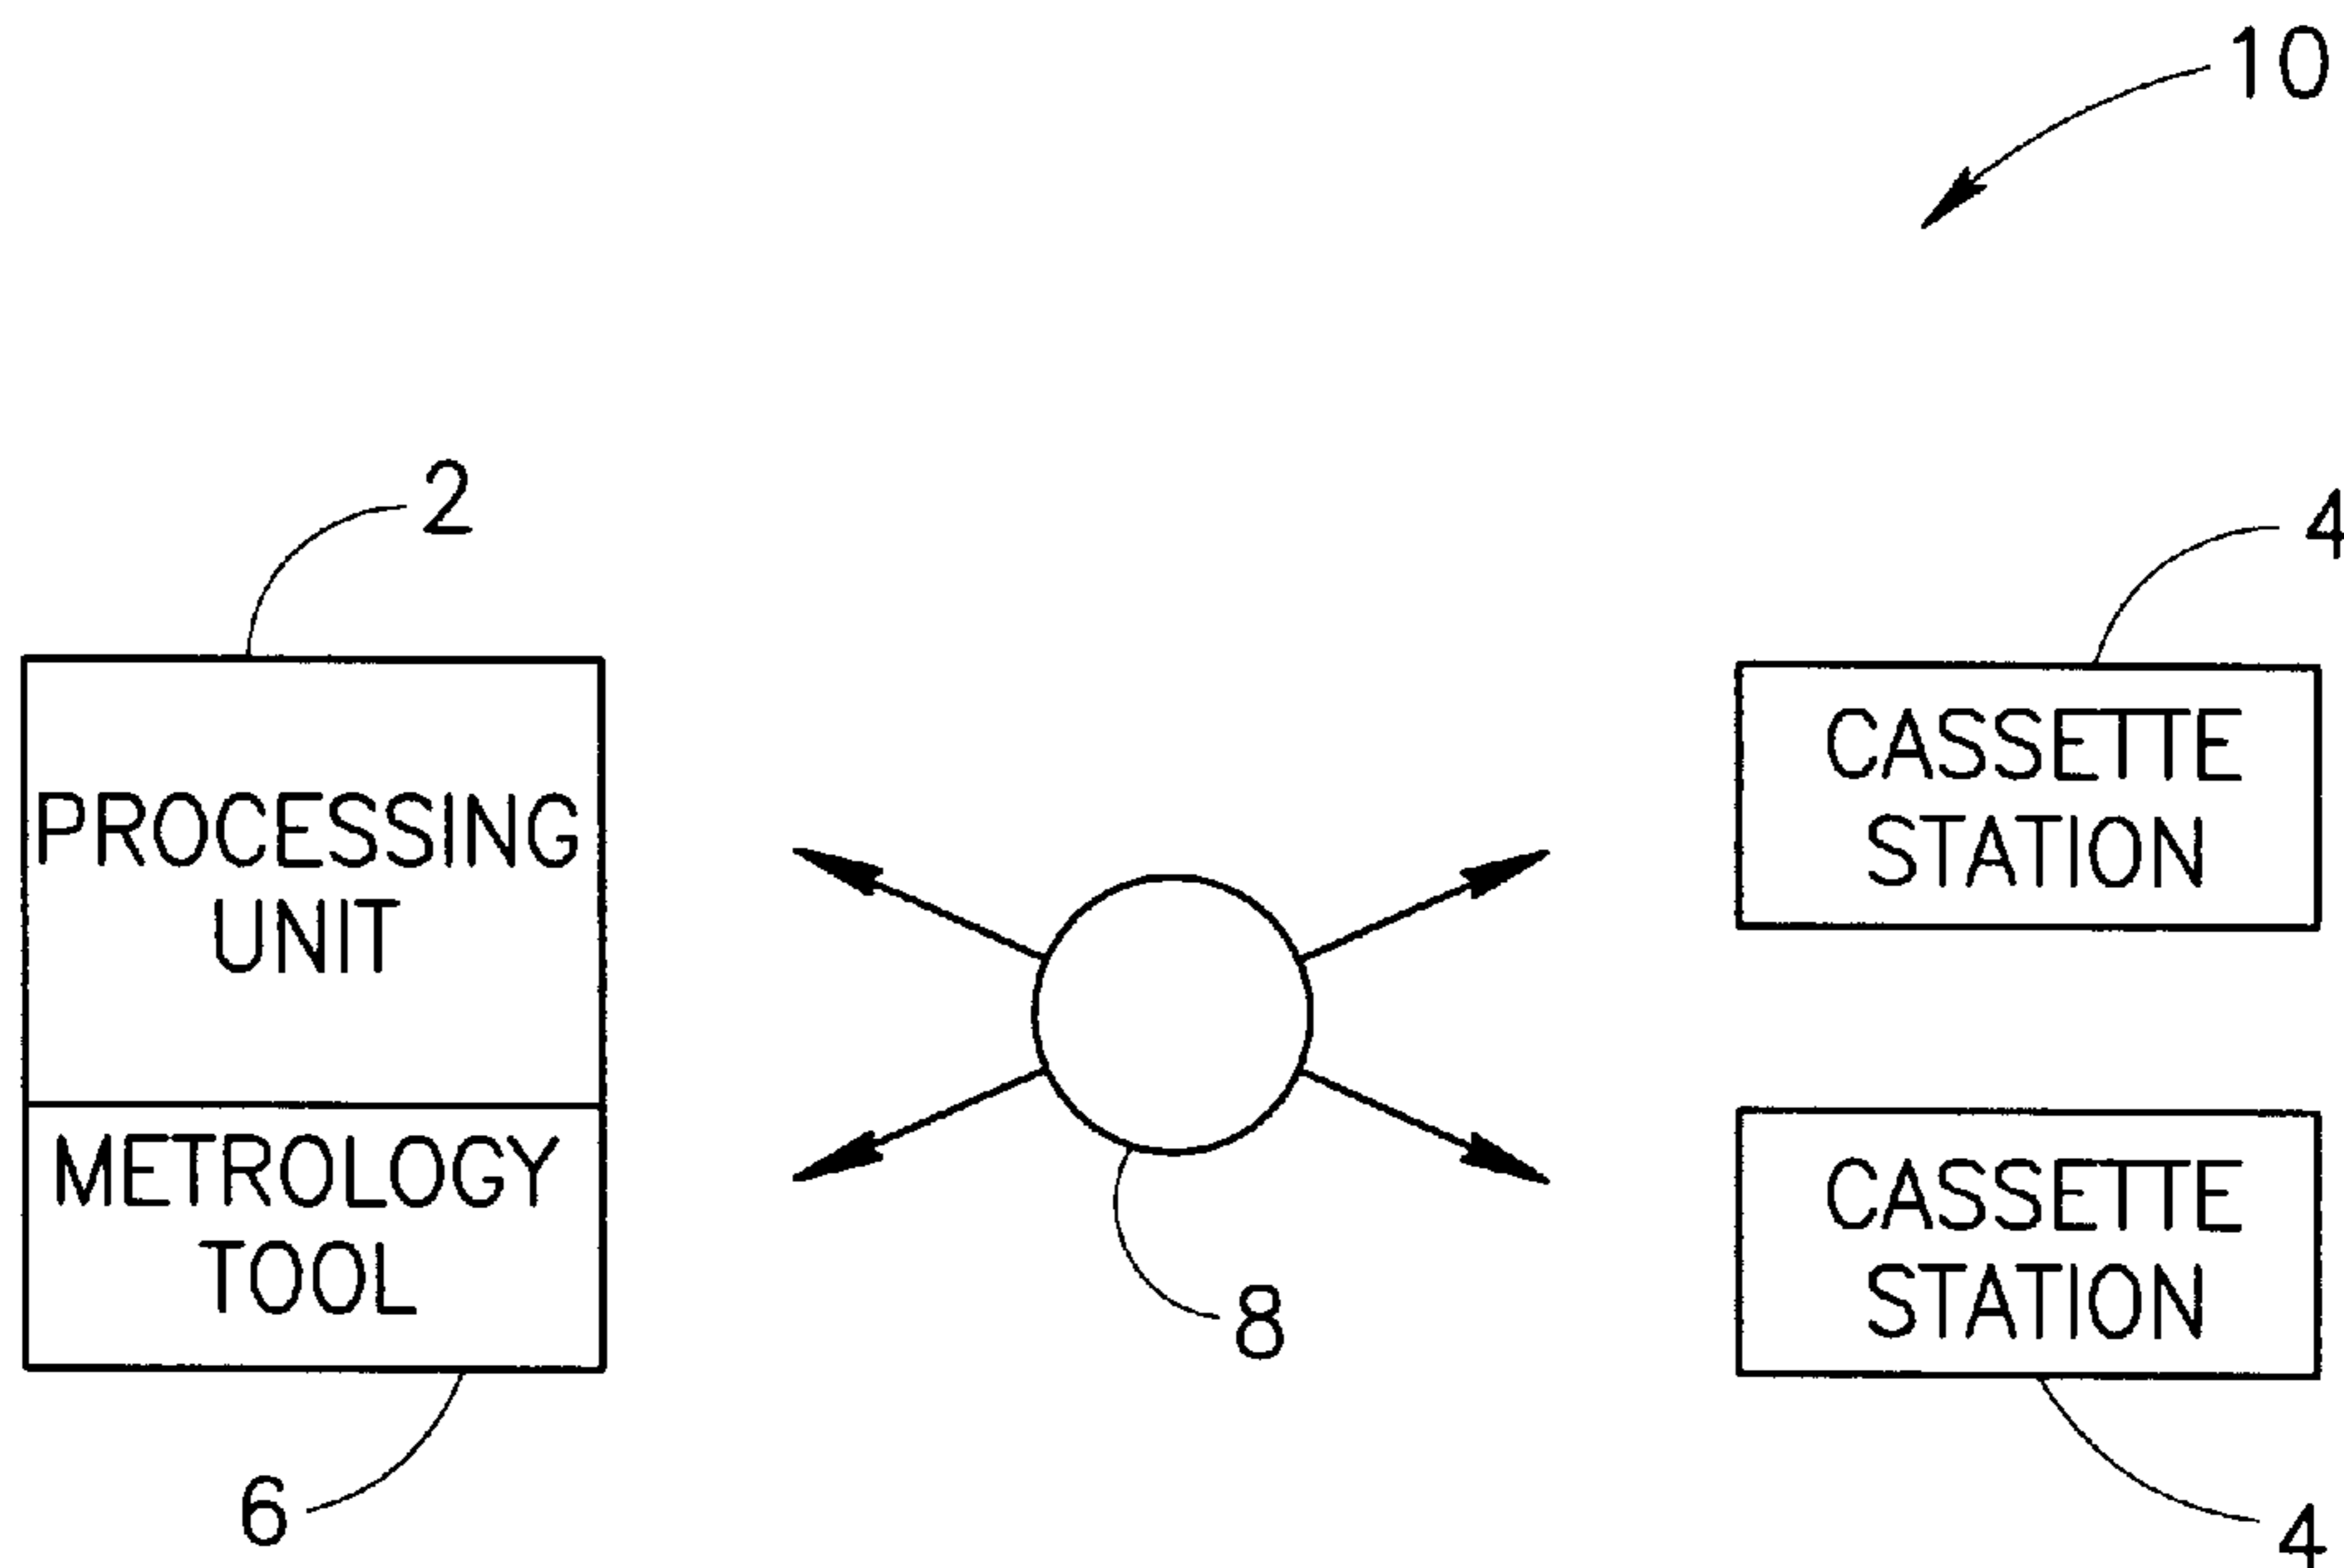 10
2
4
PROCESSING
UNIT
CASSETTE
STATION
METROLOGY
TOOL
CASSETTE
STATION
8
6
4